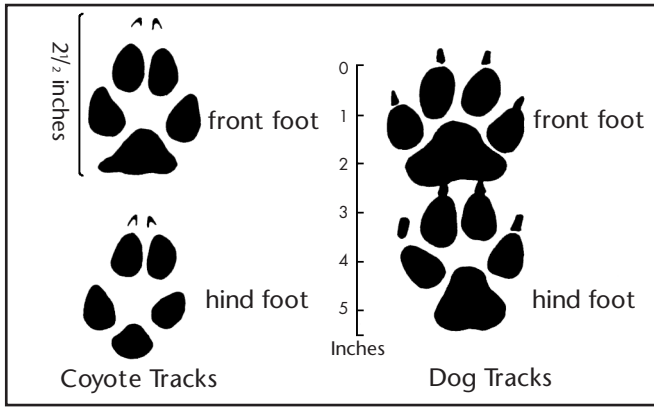 2½ inches
front foot
hind foot
Coyote Tracks
0
1
2
3
4
5
Inches
front foot
hind foot
Dog Tracks